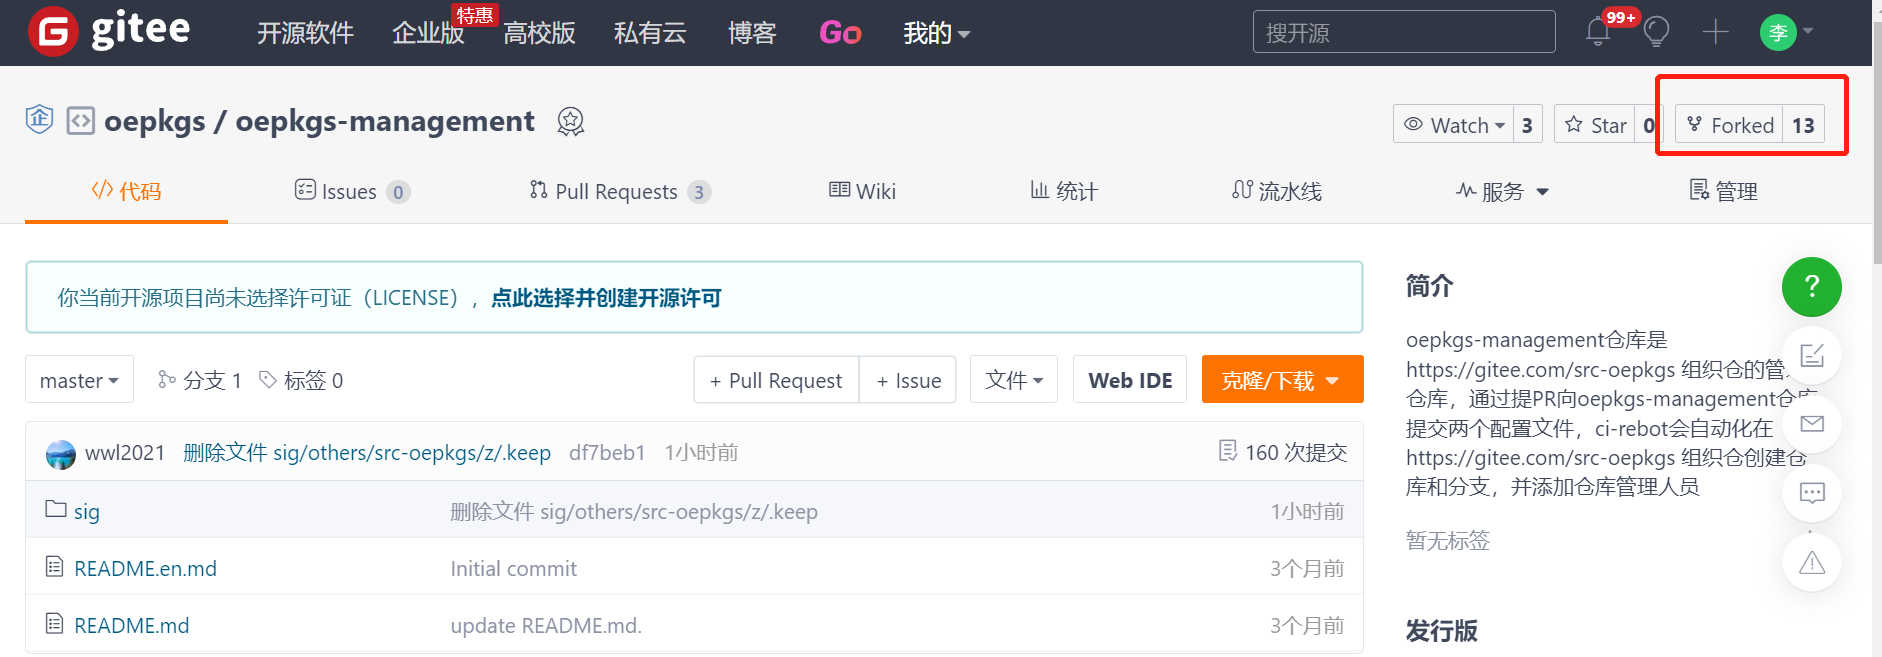 gitee 开源软件 企业版 特惠 高校版 私有云 博客 Go 我的 搜开源 99+ 李
企 oepkgs / oepkgs-management Watch 3 Star 0 Forked 13
代码 Issues 0 Pull Requests 3 Wiki 统计 流水线 服务 管理
你当前开源项目尚未选择许可证（LICENSE），点此选择并创建开源许可
master 分支 1 标签 0 + Pull Request + Issue 文件 Web IDE 克隆/下载
wwl2021 删除文件 sig/others/src-oepkgs/z/.keep df7beb1 1小时前 160 次提交
sig 删除文件 sig/others/src-oepkgs/z/.keep 1小时前
README.en.md Initial commit 3个月前
README.md update README.md. 3个月前
简介
oepkgs-management仓库是
https://gitee.com/src-oepkgs 组织仓的管
仓库，通过提PR向oepkgs-management仓库
提交两个配置文件，ci-rebot会自动化在
https://gitee.com/src-oepkgs 组织仓创建仓
库和分支，并添加仓库管理人员
暂无标签
发行版
?